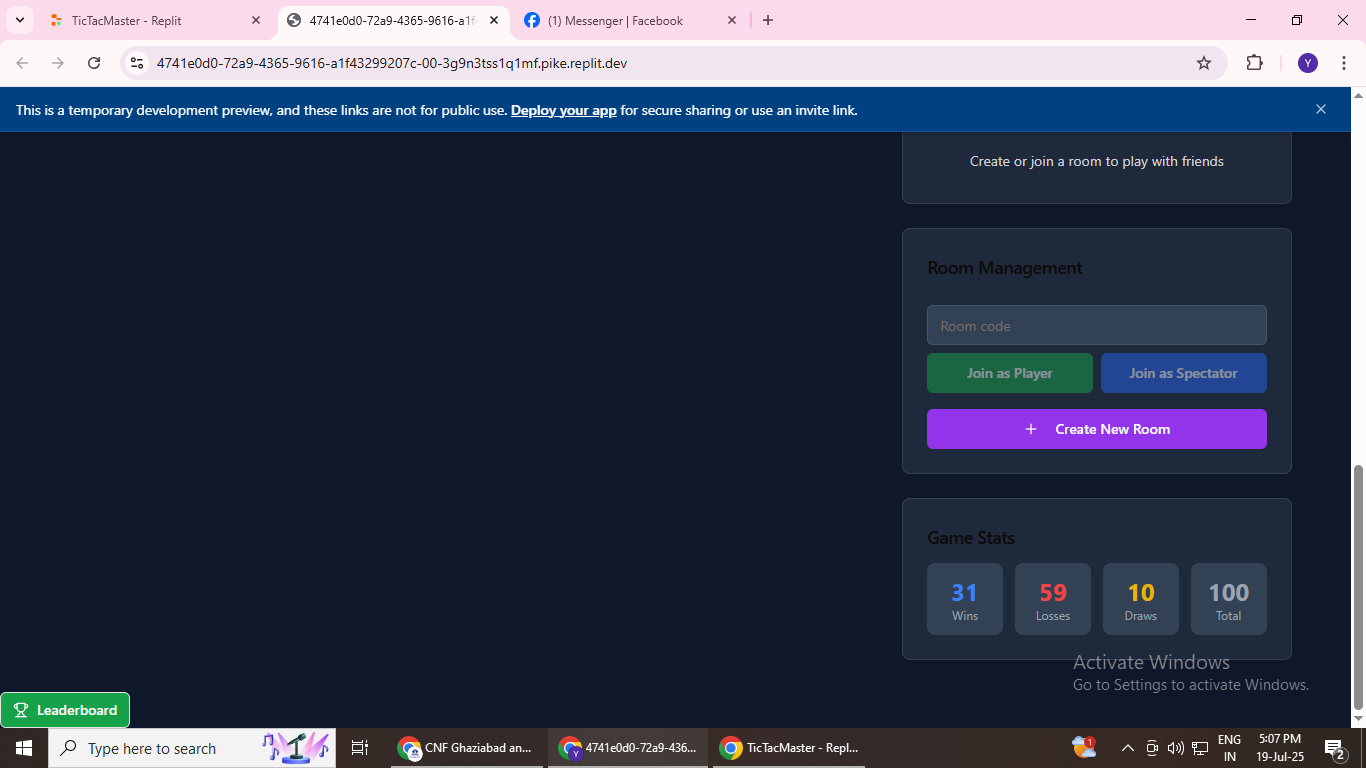 TicTacMaster - Replit
4741e0d0-72a9-4365-9616-a1f4
(1) Messenger | Facebook
4741e0d0-72a9-4365-9616-a1f43299207c-00-3g9n3tss1q1mf.pike.replit.dev
Y
This is a temporary development preview, and these links are not for public use. Deploy your app for secure sharing or use an invite link.
Create or join a room to play with friends
Room Management
Room code
Join as Player
Join as Spectator
+ Create New Room
Game Stats
31
59
10
100
Wins
Losses
Draws
Total
Activate Windows
Go to Settings to activate Windows.
Leaderboard
Type here to search
CNF Ghaziabad an...
Y
4741e0d0-72a9-436...
TicTacMaster - Repl...
1
ENG
IN
5:07 PM
19-Jul-25
2